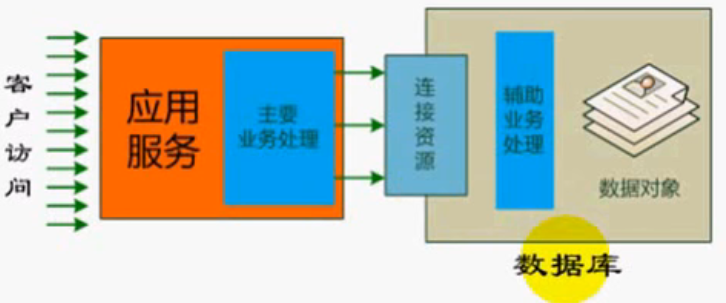 客户访问
应用
服务
主要
业务处理
连接资源
辅助
业务
处理
数据对象
数据库